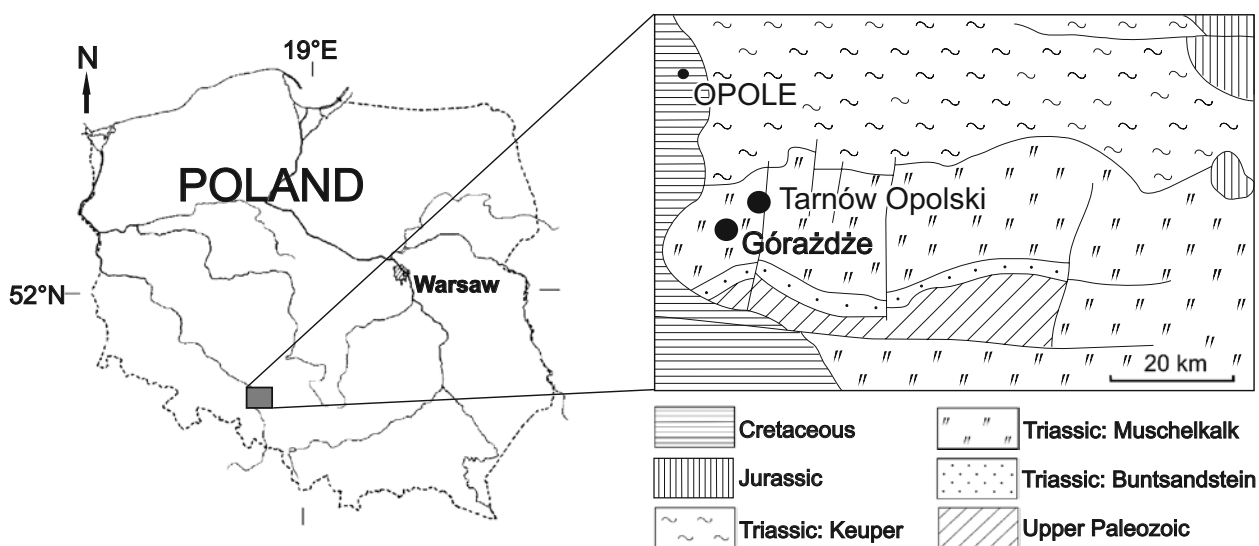 N
19°E
POLAND
Warsaw
52°N
OPOLE
Tarnów Opolski
Górażdże
20 km
Cretaceous
Jurassic
Triassic: Keuper
Triassic: Muschelkalk
Triassic: Buntsandstein
Upper Paleozoic